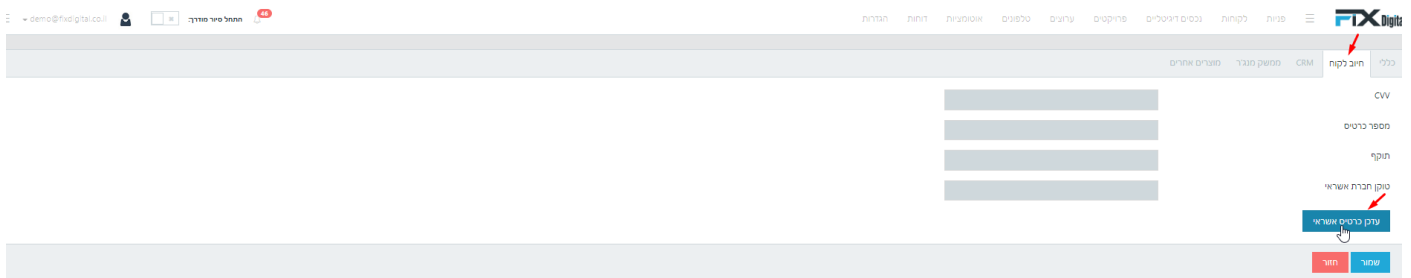 FIX Digital
פניות לקוחות נכסים דיגיטליים פרויקטים ערוצים טלפונים אוטומציות דוחות הגדרות
46
התחל סיור מודרך:
demo@fixdigital.co.il
כללי חיוב לקוח CRM ממשק מנג'ר מוצרים אחרים
CVV
מספר כרטיס
תוקף
טוקן חברת אשראי
עדכן כרטיס אשראי
שמור חזור